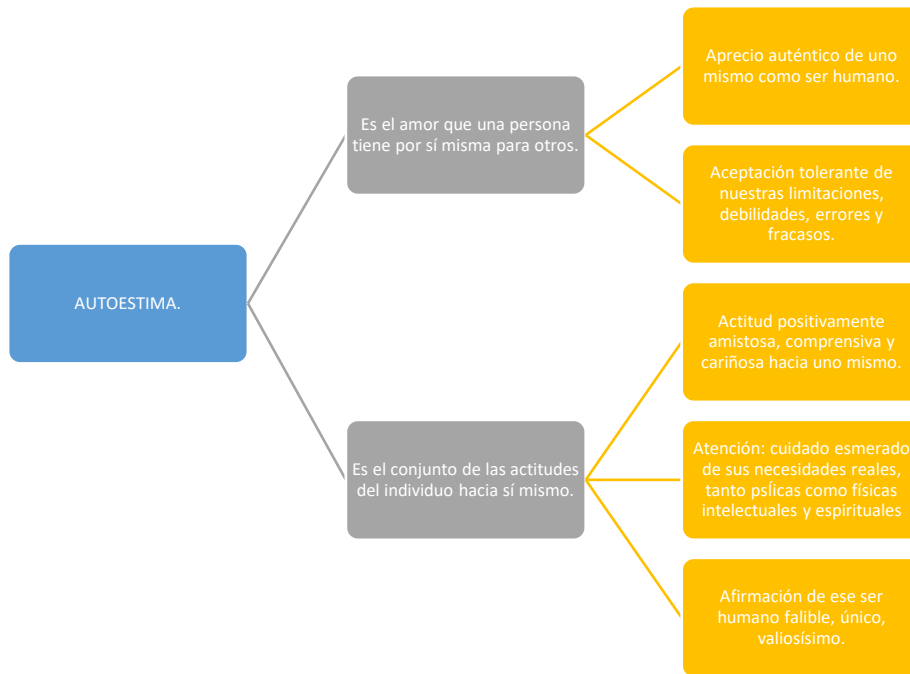 AUTOESTIMA.
Es el amor que una persona
tiene por sí misma para otros.
Aprecio auténtico de uno
mismo como ser humano.
Aceptación tolerante de
nuestras limitaciones,
debilidades, errores y
fracasos.
Es el conjunto de las actitudes
del individuo hacia sí mismo.
Actitud positivamente
amistosa, comprensiva y
cariñosa hacia uno mismo.
Atención: cuidado esmerado
de sus necesidades reales,
tanto psÍicas como físicas
intelectuales y espirituales
Afirmación de ese ser
humano falible, único,
valiosísimo.